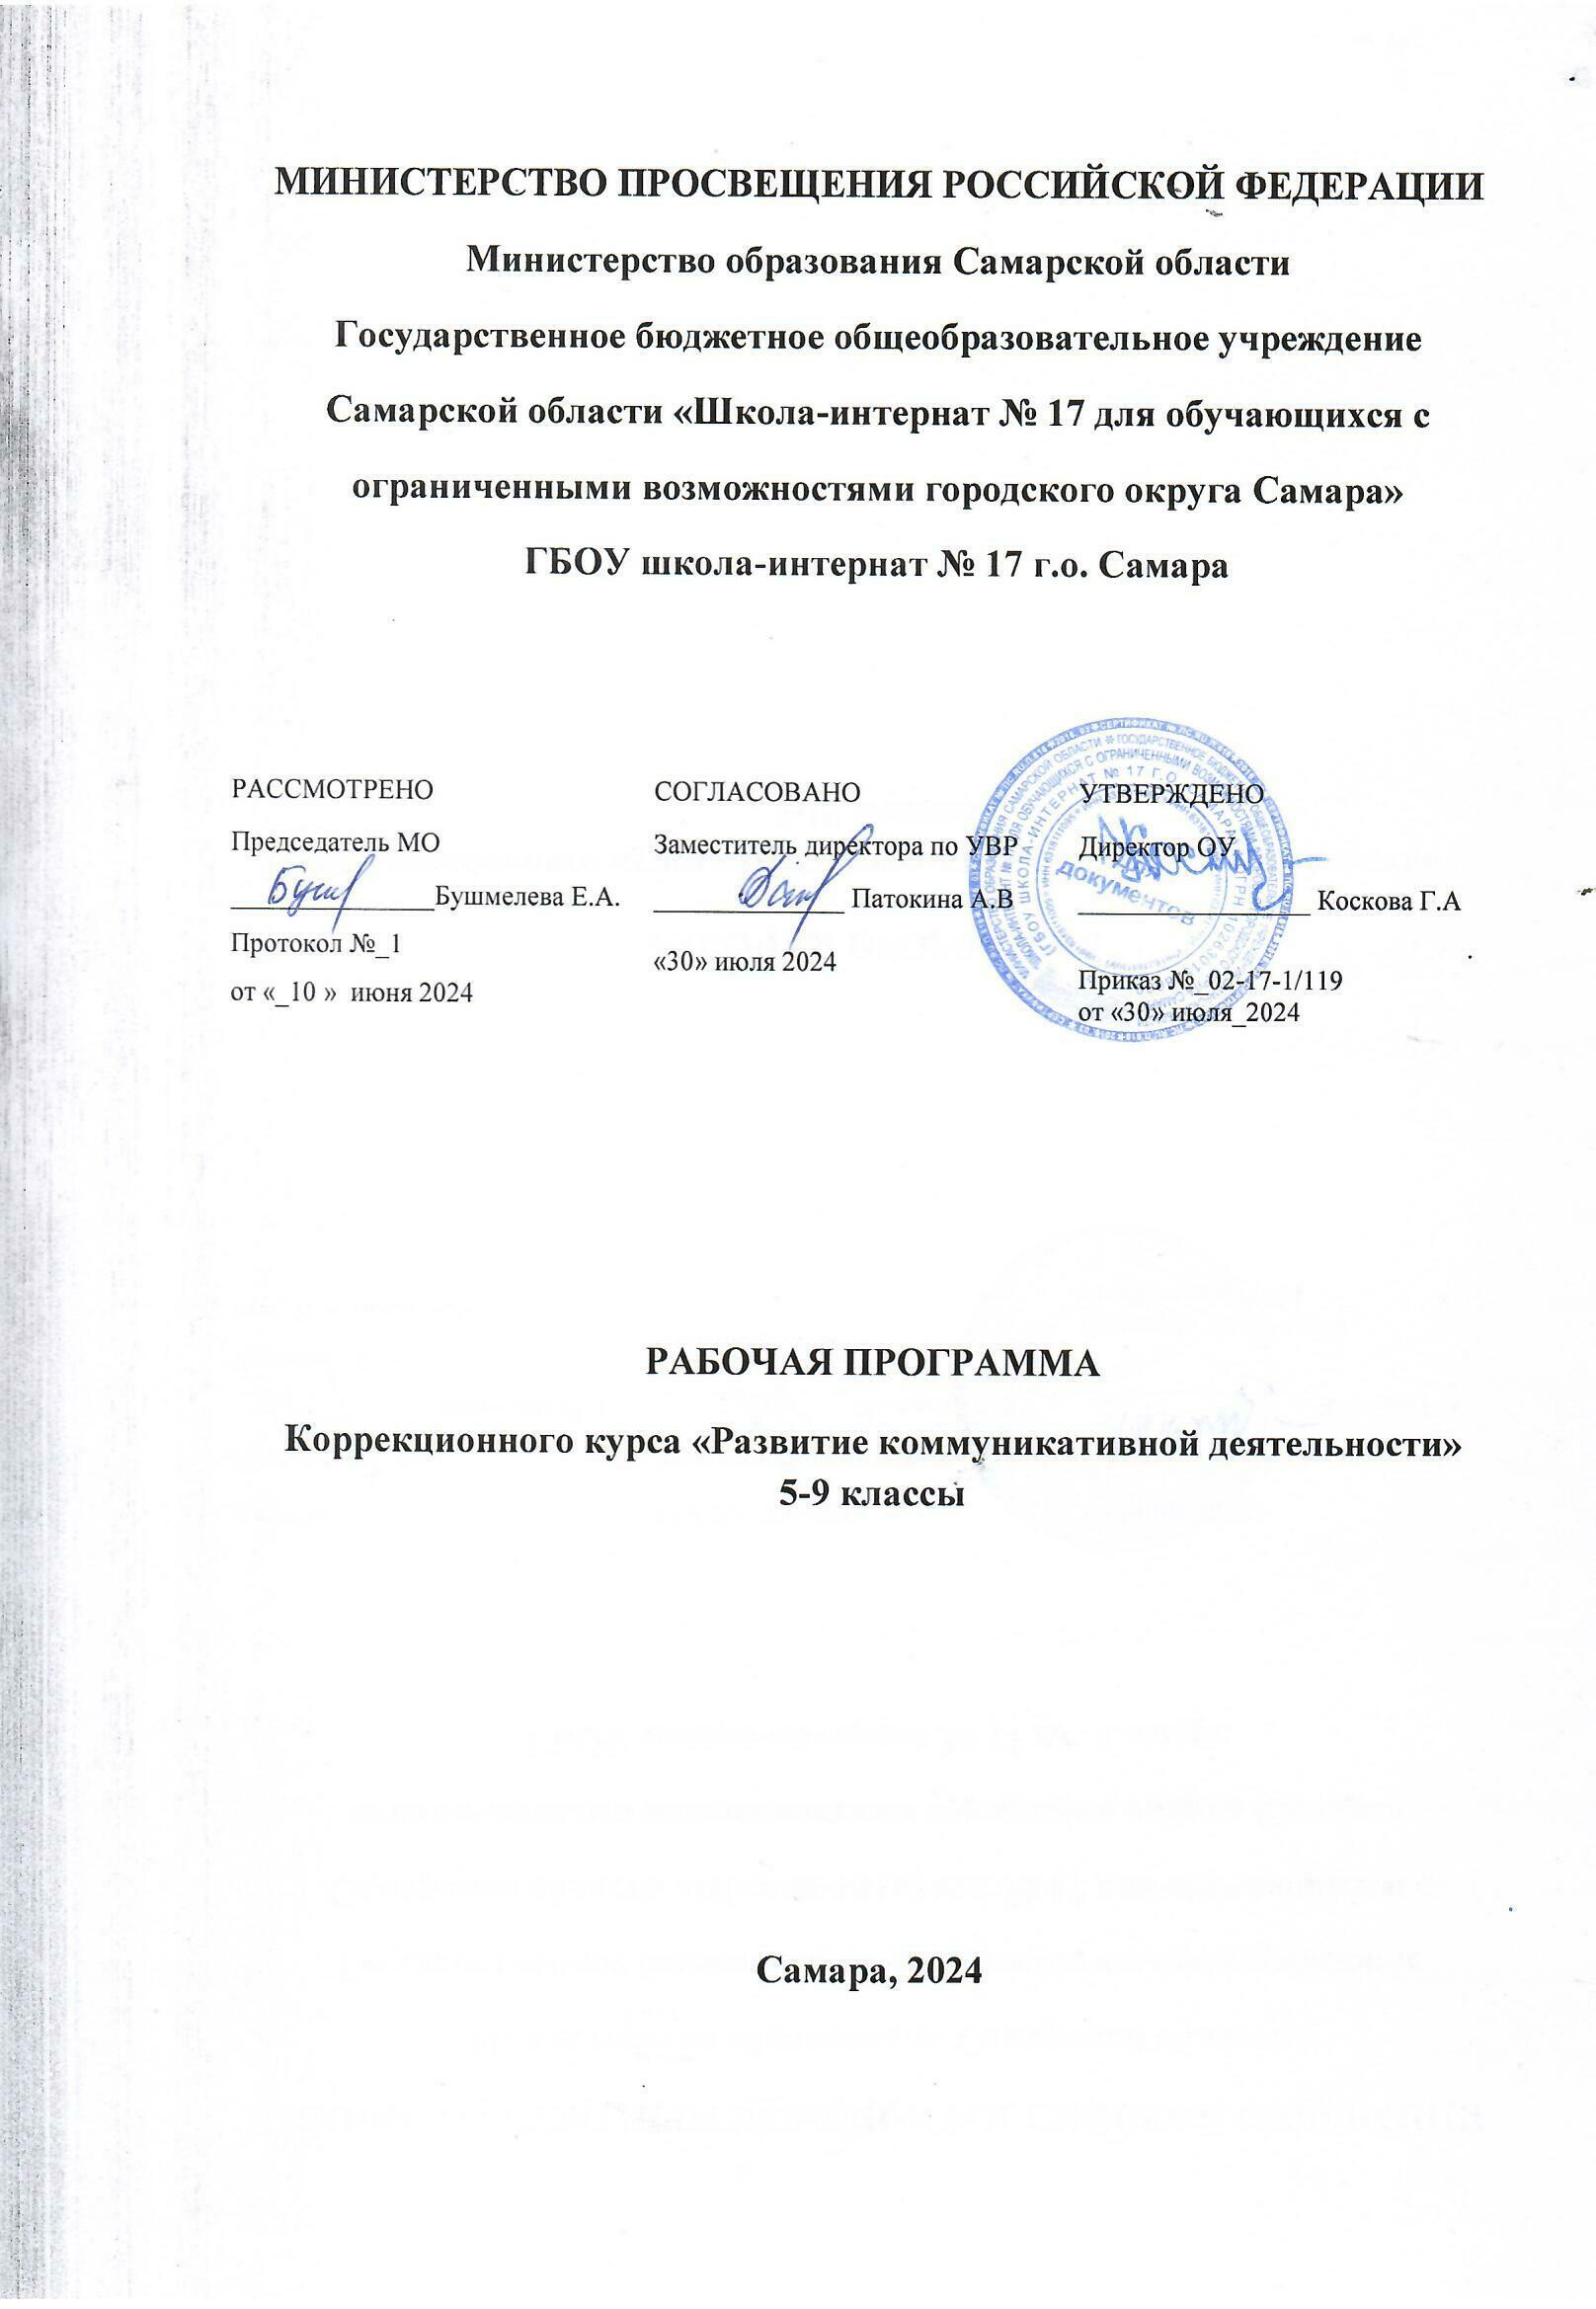 МИНИСТЕРСТВО ПРОСВЕЩЕНИЯ РОССИЙСКОЙ ФЕДЕРАЦИИ
Министерство образования Самарской области
Государственное бюджетное общеобразовательное учреждение
Самарской области «Школа-интернат № 17 для обучающихся с
ограниченными возможностями городского округа Самара»
ГБОУ школа-интернат № 17 г.о. Самара
РАССМОТРЕНО
Председатель МО
Бушмелева Е.А.
Протокол №_1
от «_10 » июня 2024
СОГЛАСОВАНО
Заместитель директора по УВР
Патокина А.В
«30» июля 2024
УТВЕРЖДЕНО
Директор ОУ
Коскова Г.А
Приказ №_02-17-1/119
от «30» июля_2024
документов
РАБОЧАЯ ПРОГРАММА
Коррекционного курса «Развитие коммуникативной деятельности»
5-9 классы
Самара, 2024